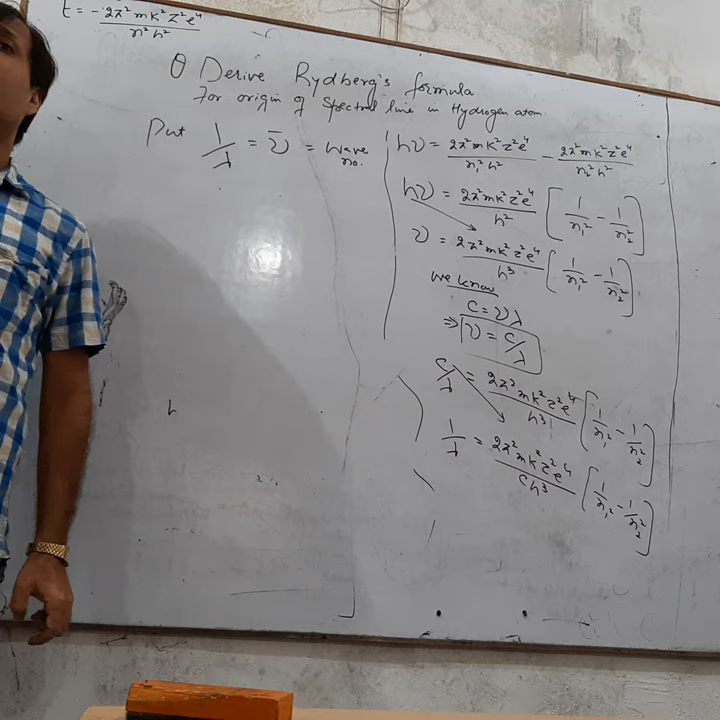 t = - 2π²mk²z²e⁴ / n²h²
Q Derive Rydberg's formula
For origin of spectral line in Hydrogen atom.
Put 1/λ = ν̄ = wave no.
hν = 2π²mk²z²e⁴ / n₁²h² - 2π²mk²z²e⁴ / n₂²h²
hν = 2π²mk²z²e⁴ / h² [ 1/n₁² - 1/n₂² ]
ν = 2π²mk²z²e⁴ / h³ [ 1/n₁² - 1/n₂² ]
we know
C = νλ
⇒ ν = C/λ
C/λ = 2π²mk²z²e⁴ / h³ [ 1/n₁² - 1/n₂² ]
1/λ = 2π²mk²z²e⁴ / ch³ [ 1/n₁² - 1/n₂² ]